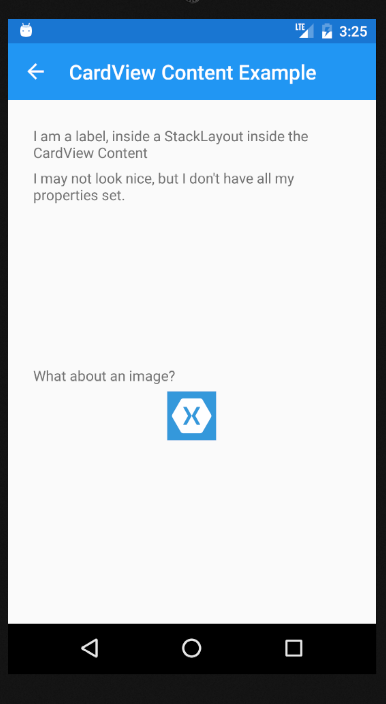 LTE 3:25
CardView Content Example
I am a label, inside a StackLayout inside the
CardView Content
I may not look nice, but I don't have all my
properties set.
What about an image?